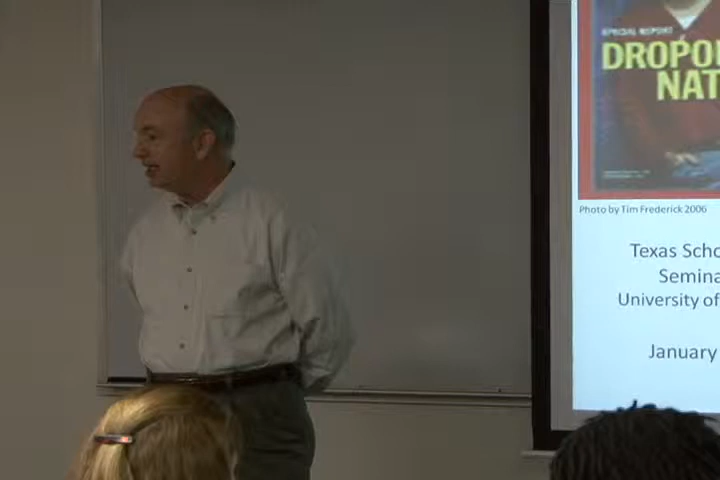 SPECIAL REPORT
DROPO
NAT
Photo by Tim Frederick 2006
Texas Scho
Semina
University of
January